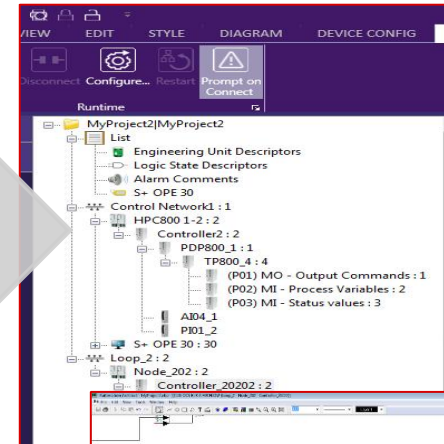 VIEW EDIT STYLE DIAGRAM DEVICE CONFIG
Disconnect Configure... Restart Prompt on Connect
Runtime
MyProject2|MyProject2
List
Engineering Unit Descriptors
Logic State Descriptors
Alarm Comments
S+ OPE 30
Control Network1 : 1
HPC800 1-2 : 2
Controller2 : 2
PDP800_1 : 1
TP800_4 : 4
(P01) MO - Output Commands : 1
(P02) MI - Process Variables : 2
(P03) MI - Status values : 3
AI04_1
PI01_2
S+ OPE 30 : 30
Loop_2 : 2
Node_202 : 2
Controller_20202 : 2